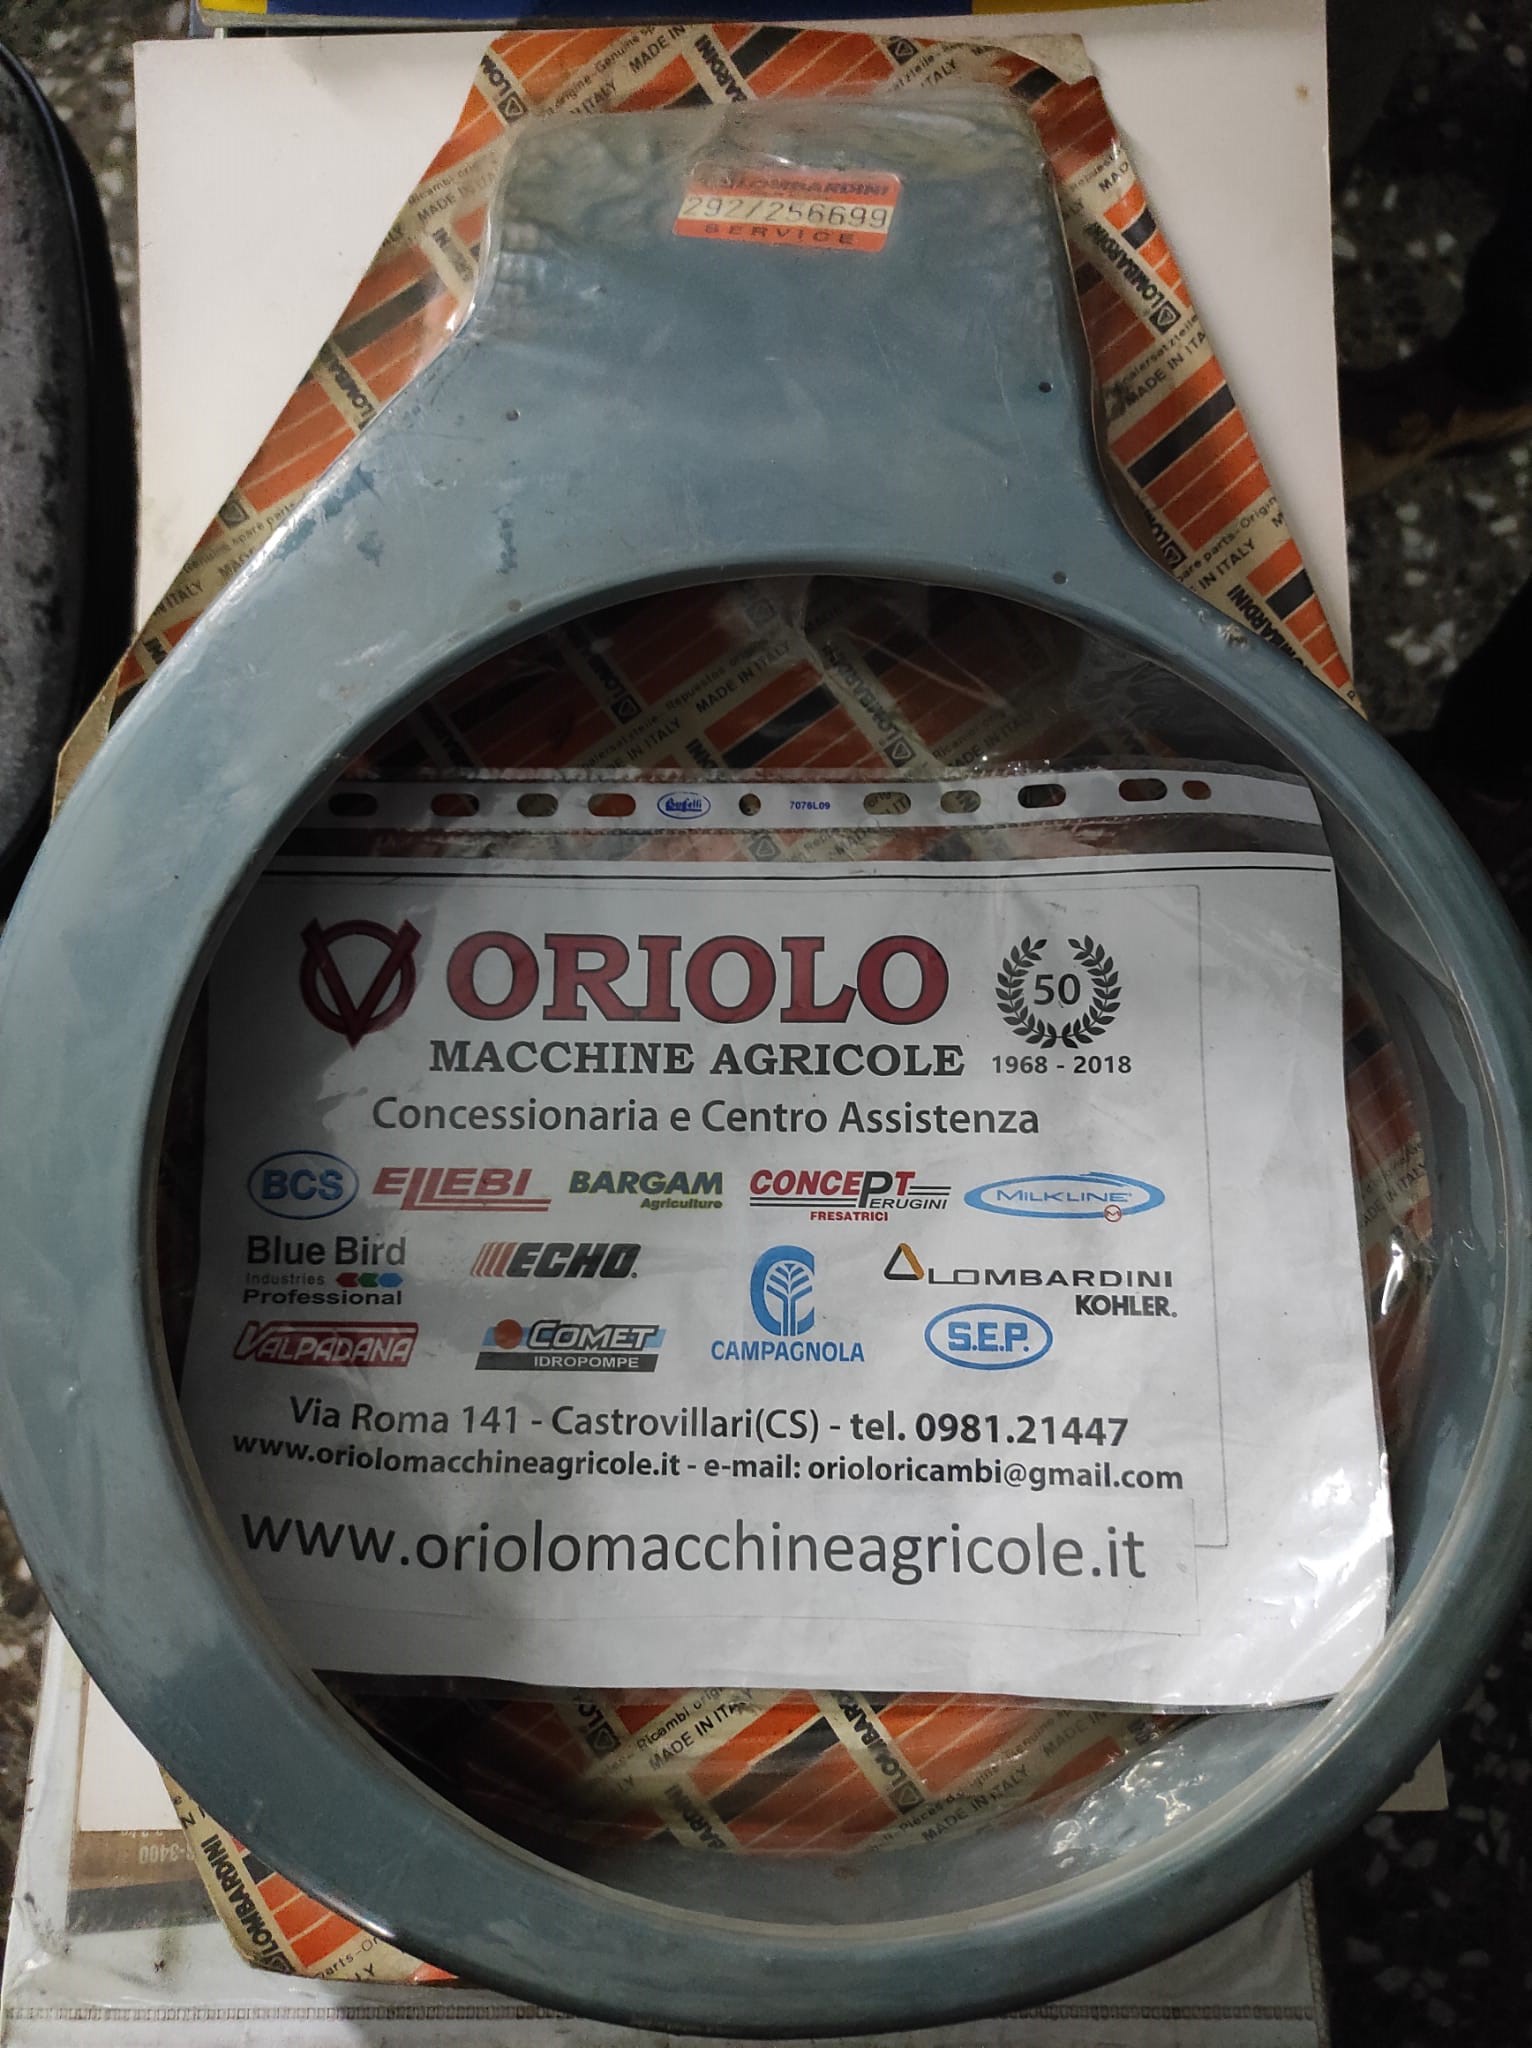 LOMBARDINI
292/256699
SERVICE
Bugelli
7076L09
ORIOLO
50
MACCHINE AGRICOLE
1968 - 2018
Concessionaria e Centro Assistenza
BCS ELLEBI BARGAM CONCEPT MILKLINE
Agriculture PERUGINI
FRESATRICI
Blue Bird ECHO LOMBARDINI
Industries
Professional KOHLER.
VALPADANA COMET CAMPAGNOLA S.E.P.
IDROPOMPE
Via Roma 141 - Castrovillari(CS) - tel. 0981.21447
www.oriolomacchineagricole.it - e-mail: orioloricambi@gmail.com
www.oriolomacchineagricole.it
MADE IN ITALY
LOMBARDINI